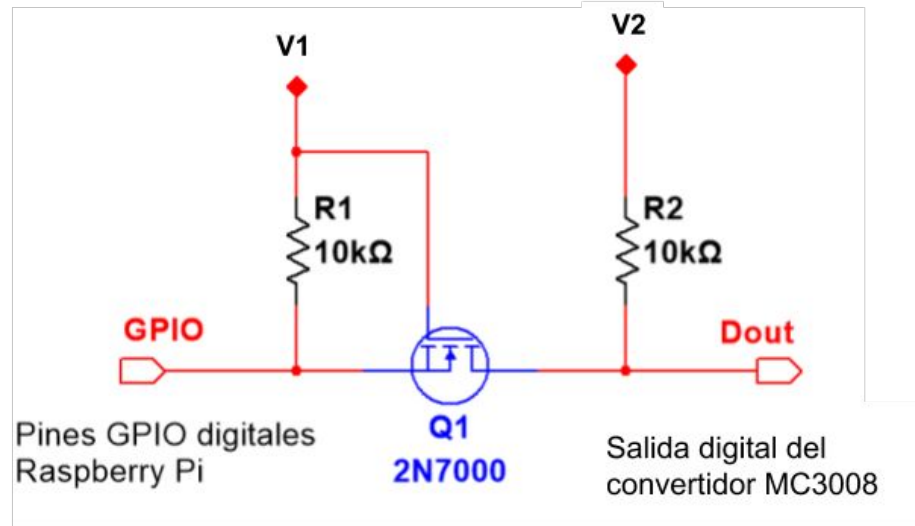 V1
V2
R1
10kΩ
R2
10kΩ
GPIO
Dout
Q1
2N7000
Pines GPIO digitales
Raspberry Pi
Salida digital del
convertidor MC3008